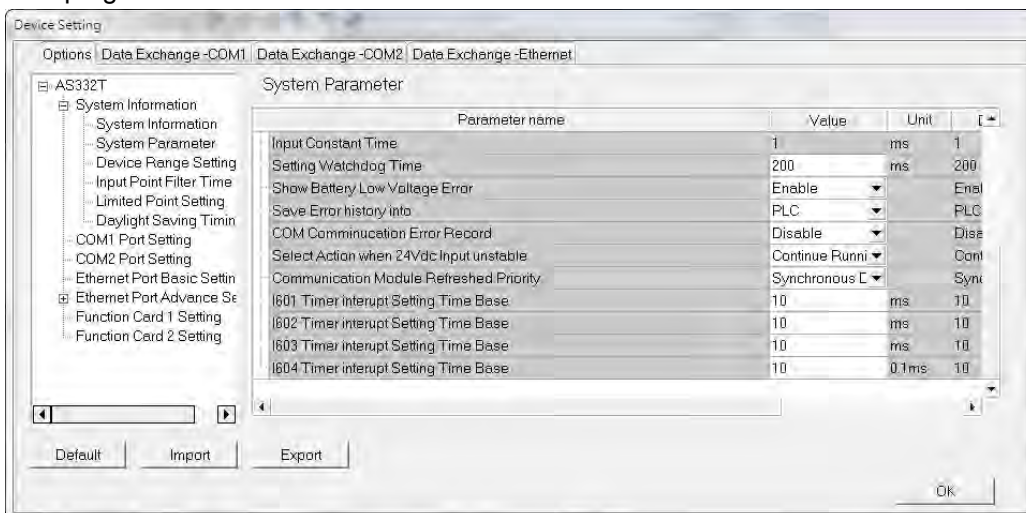 Device Setting
Options Data Exchange -COM1 Data Exchange -COM2 Data Exchange -Ethernet
AS332T
System Information
System Information
System Parameter
Device Range Setting
Input Point Filter Time
Limited Point Setting
Daylight Saving Timin
COM1 Port Setting
COM2 Port Setting
Ethernet Port Basic Settin
Ethernet Port Advance Se
Function Card 1 Setting
Function Card 2 Setting
System Parameter
Parameter name Value Unit
Input Constant Time 1 ms 1
Setting Watchdog Time 200 ms 200
Show Battery Low Voltage Error Enable Enal
Save Error history into PLC PLC
COM Comminucation Error Record Disable Disa
Select Action when 24Vdc Input unstable Continue Runni Cont
Communication Module Refreshed Priority Synchronous D Syn
I601 Timer interupt Setting Time Base 10 ms 10
I602 Timer interupt Setting Time Base 10 ms 10
I603 Timer interupt Setting Time Base 10 ms 10
I604 Timer interupt Setting Time Base 10 0.1ms 10
Default Import Export
OK